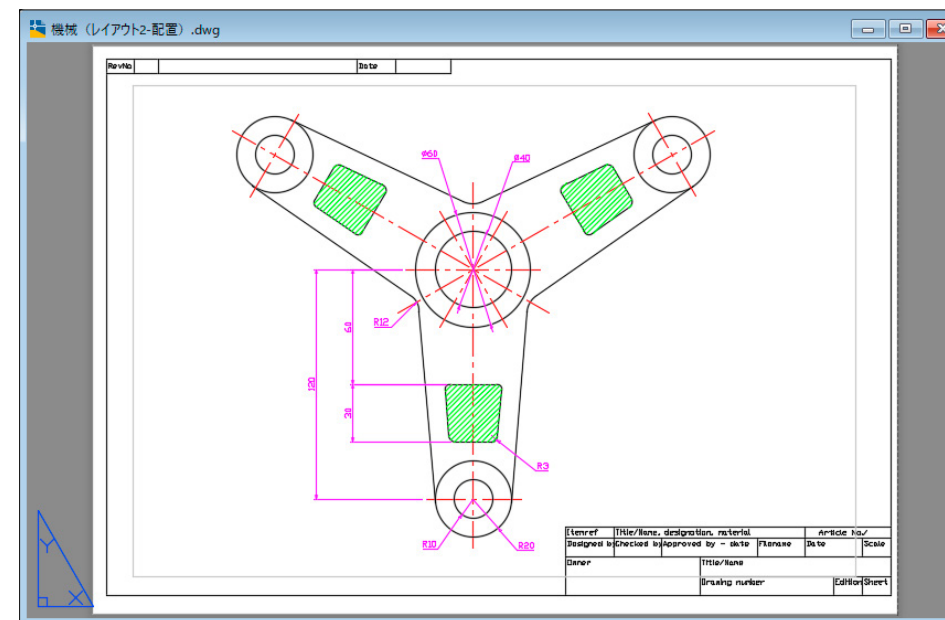 機械（レイアウト2-配置）.dwg
RevNo Date
ø60 ø40
R12
60
120
30
R3
R10 R20
Itemref Title/Name, designation, material Article No/
Designed by Checked by Approved by - date Filename Date Scale
Owner Title/Name
Drawing number Edition Sheet
Y
X